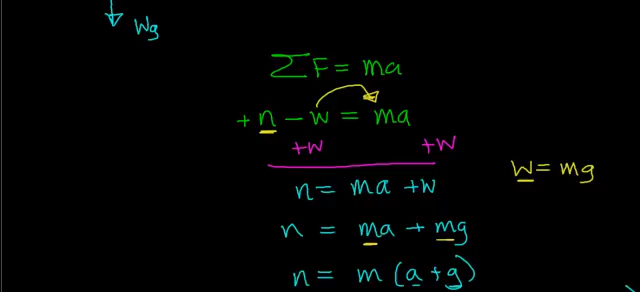 Wg
ΣF = ma
+n - w = ma
+w +w
n = ma + w
w = mg
n = ma + mg
n = m (a + g)